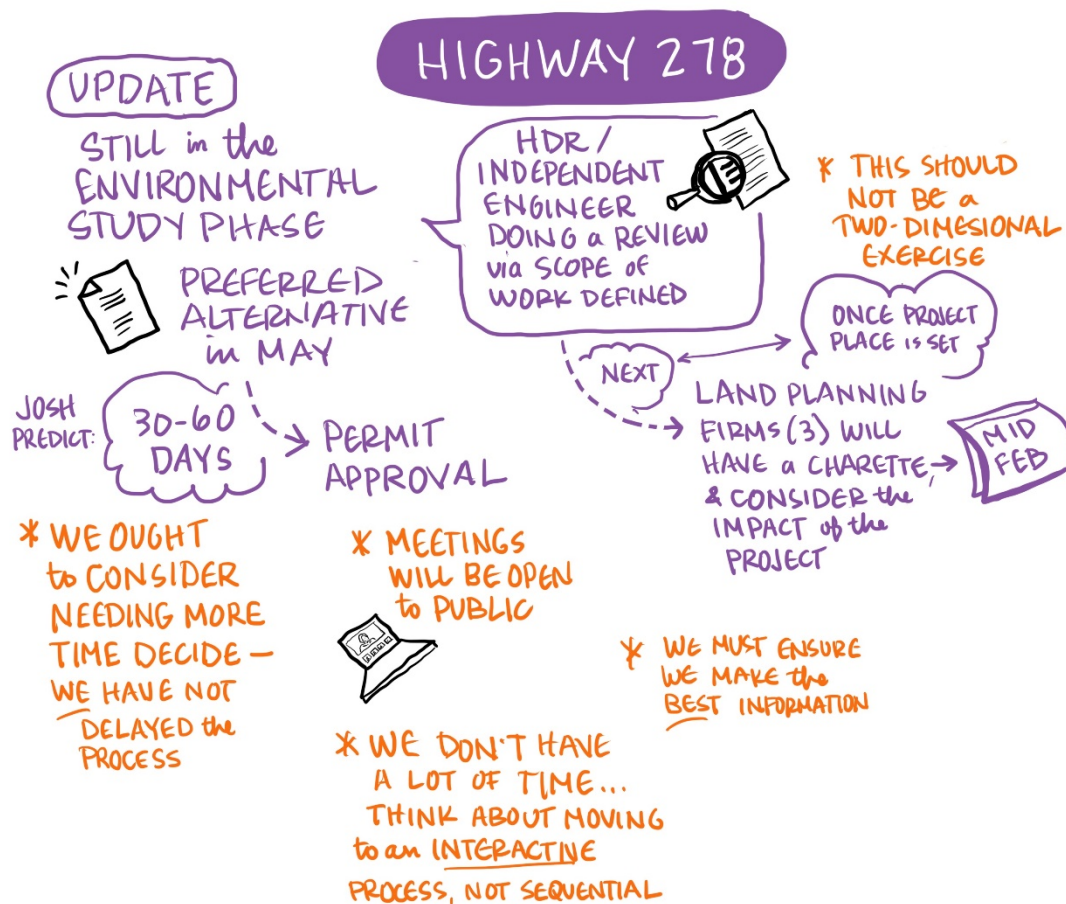 HIGHWAY 278
UPDATE
STILL in the
ENVIRONMENTAL
STUDY PHASE
PREFERRED
ALTERNATIVE
in MAY
JOSH
PREDICT:
30-60
DAYS
PERMIT
APPROVAL
HDR /
INDEPENDENT
ENGINEER
DOING a REVIEW
via SCOPE of
WORK DEFINED
* THIS SHOULD
NOT BE a
TWO-DIMESIONAL
EXERCISE
ONCE PROJECT
PLACE is SET
NEXT
LAND PLANNING
FIRMS (3) WILL
HAVE a CHARETTE
& CONSIDER the
IMPACT of the
PROJECT
MID
FEB
* WE OUGHT
to CONSIDER
NEEDING MORE
TIME DECIDE —
WE HAVE NOT
DELAYED the
PROCESS
* MEETINGS
WILL BE OPEN
to PUBLIC
* WE MUST ENSURE
WE MAKE the
BEST INFORMATION
* WE DON'T HAVE
A LOT OF TIME...
THINK ABOUT MOVING
to an INTERACTIVE
PROCESS, NOT SEQUENTIAL